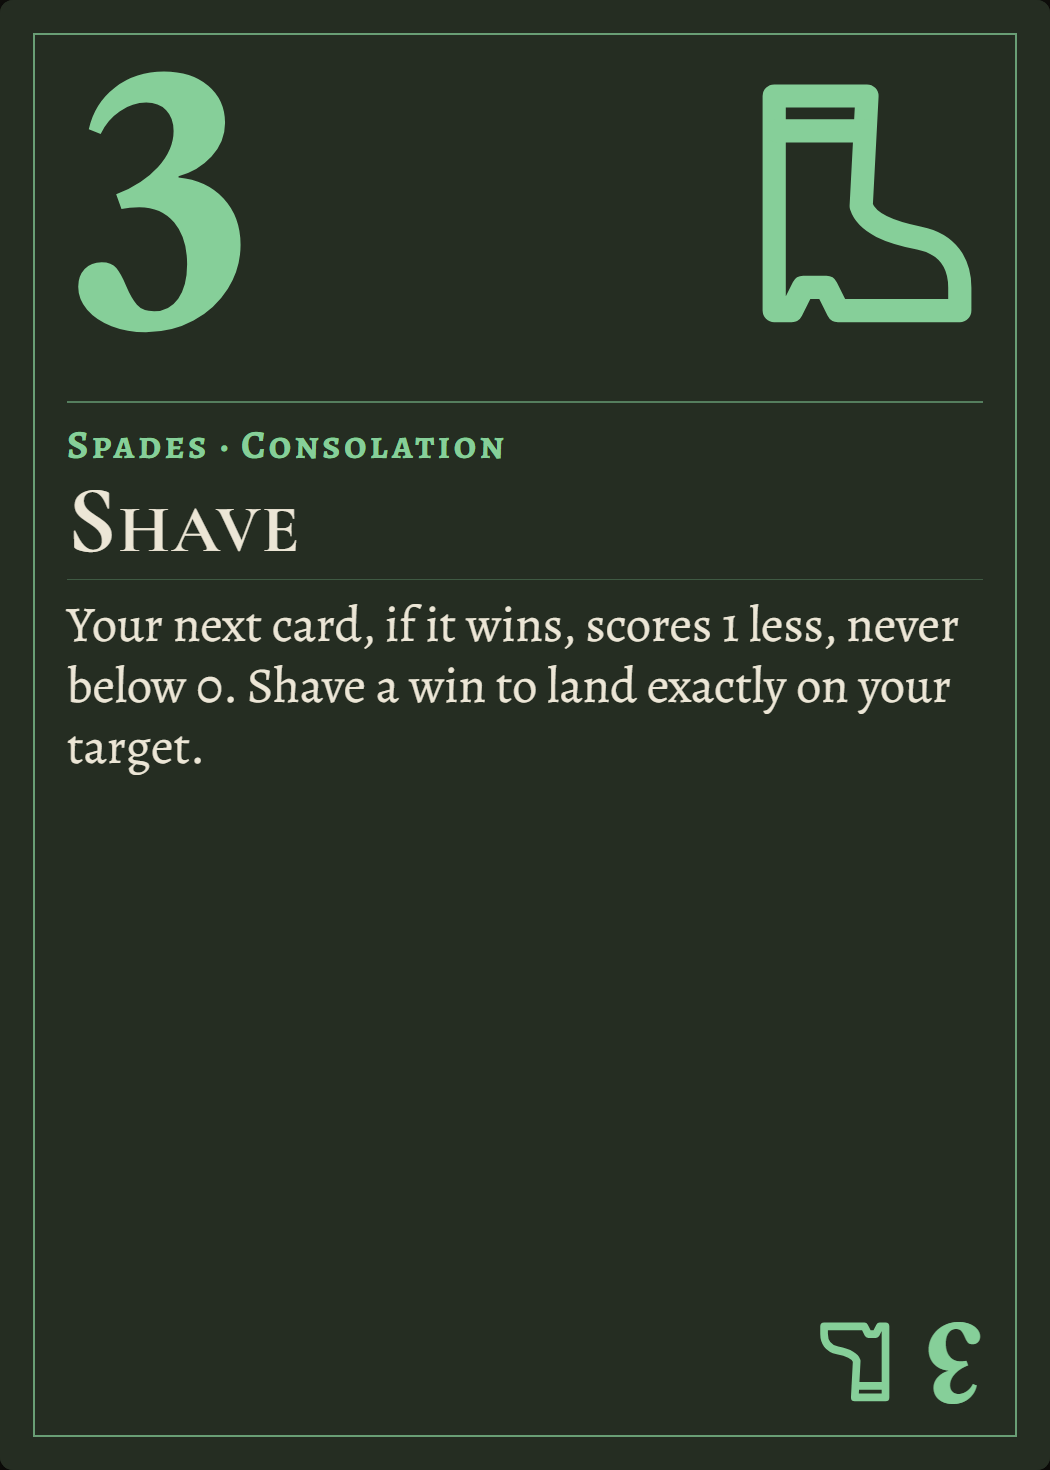 3
Spades · Consolation
Shave
Your next card, if it wins, scores 1 less, never
below 0. Shave a win to land exactly on your
target.
3